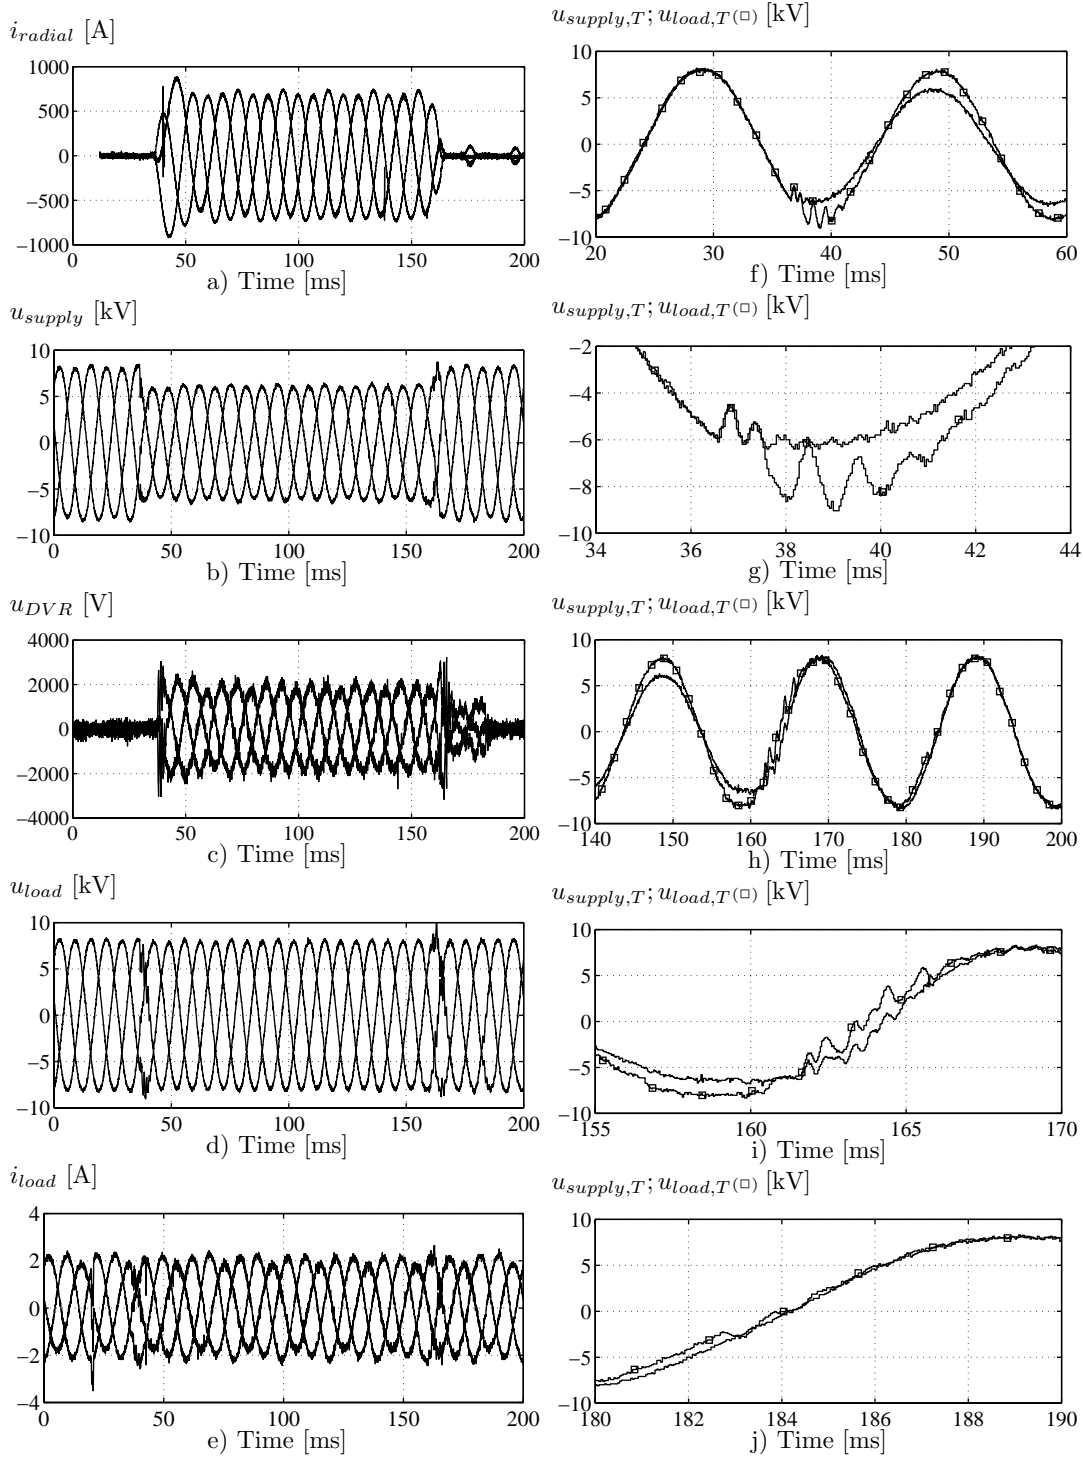 i_radial [A]
1000
500
0
−500
−1000
50 100 150 200
a) Time [ms]
u_supply [kV]
10
5
0
−5
−10
0 50 100 150 200
b) Time [ms]
u_DVR [V]
4000
2000
0
−2000
−4000
0 50 100 150 200
c) Time [ms]
u_load [kV]
10
5
0
−5
−10
0 50 100 150 200
d) Time [ms]
i_load [A]
4
2
0
−2
−4
0 50 100 150 200
e) Time [ms]
u_supply,T; u_load,T(□) [kV]
10
5
0
−5
−10
20 30 40 50 60
f) Time [ms]
u_supply,T; u_load,T(□) [kV]
−2
−4
−6
−8
−10
34 36 38 40 42 44
g) Time [ms]
u_supply,T; u_load,T(□) [kV]
10
5
0
−5
−10
140 150 160 170 180 190 200
h) Time [ms]
u_supply,T; u_load,T(□) [kV]
10
5
0
−5
−10
155 160 165 170
i) Time [ms]
u_supply,T; u_load,T(□) [kV]
10
5
0
−5
−10
180 182 184 186 188 190
j) Time [ms]